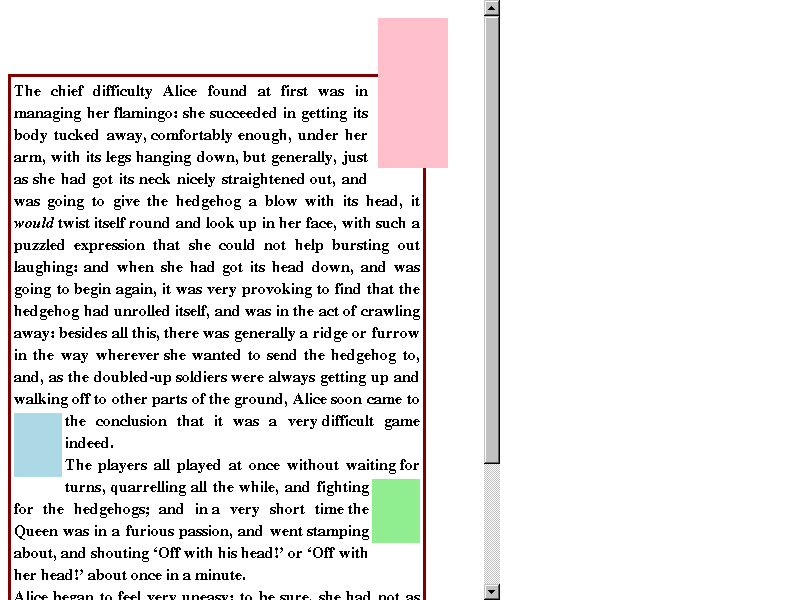 The chief difficulty Alice found at first was in
managing her flamingo: she succeeded in getting its
body tucked away, comfortably enough, under her
arm, with its legs hanging down, but generally, just
as she had got its neck nicely straightened out, and
was going to give the hedgehog a blow with its head, it
would twist itself round and look up in her face, with such a
puzzled expression that she could not help bursting out
laughing: and when she had got its head down, and was
going to begin again, it was very provoking to find that the
hedgehog had unrolled itself, and was in the act of crawling
away: besides all this, there was generally a ridge or furrow
in the way wherever she wanted to send the hedgehog to,
and, as the doubled-up soldiers were always getting up and
walking off to other parts of the ground, Alice soon came to
the conclusion that it was a very difficult game
indeed.
The players all played at once without waiting for
turns, quarrelling all the while, and fighting
for the hedgehogs; and in a very short time the
Queen was in a furious passion, and went stamping
about, and shouting ‘Off with his head!’ or ‘Off with
her head!’ about once in a minute.
Alice began to feel very uneasy: to be sure, she had not as